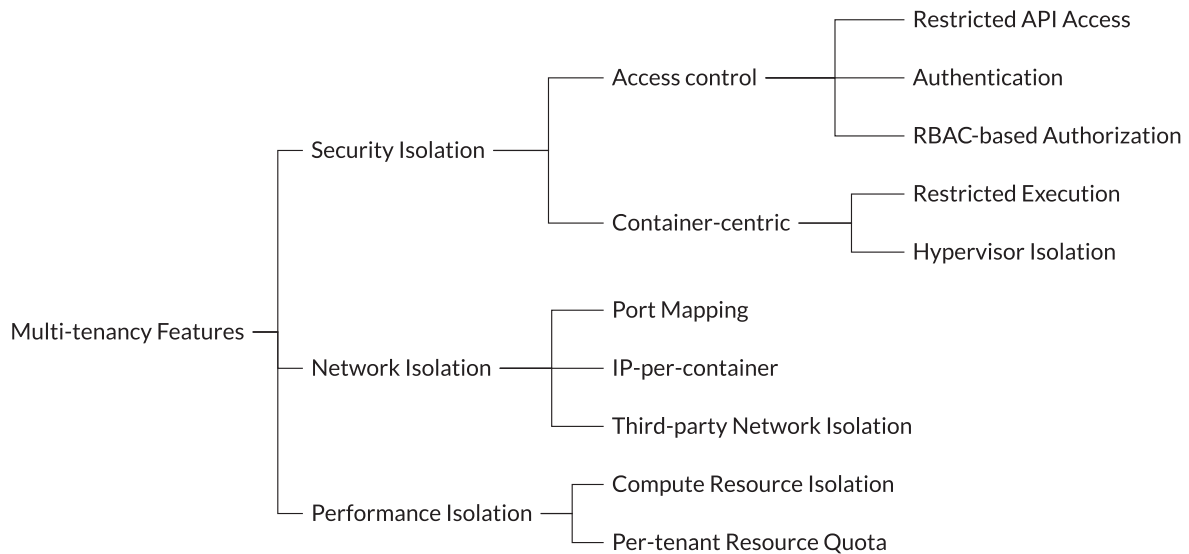 Restricted API Access
Access control
Authentication
RBAC-based Authorization
Security Isolation
Restricted Execution
Container-centric
Hypervisor Isolation
Port Mapping
Multi-tenancy Features
Network Isolation
IP-per-container
Third-party Network Isolation
Compute Resource Isolation
Performance Isolation
Per-tenant Resource Quota